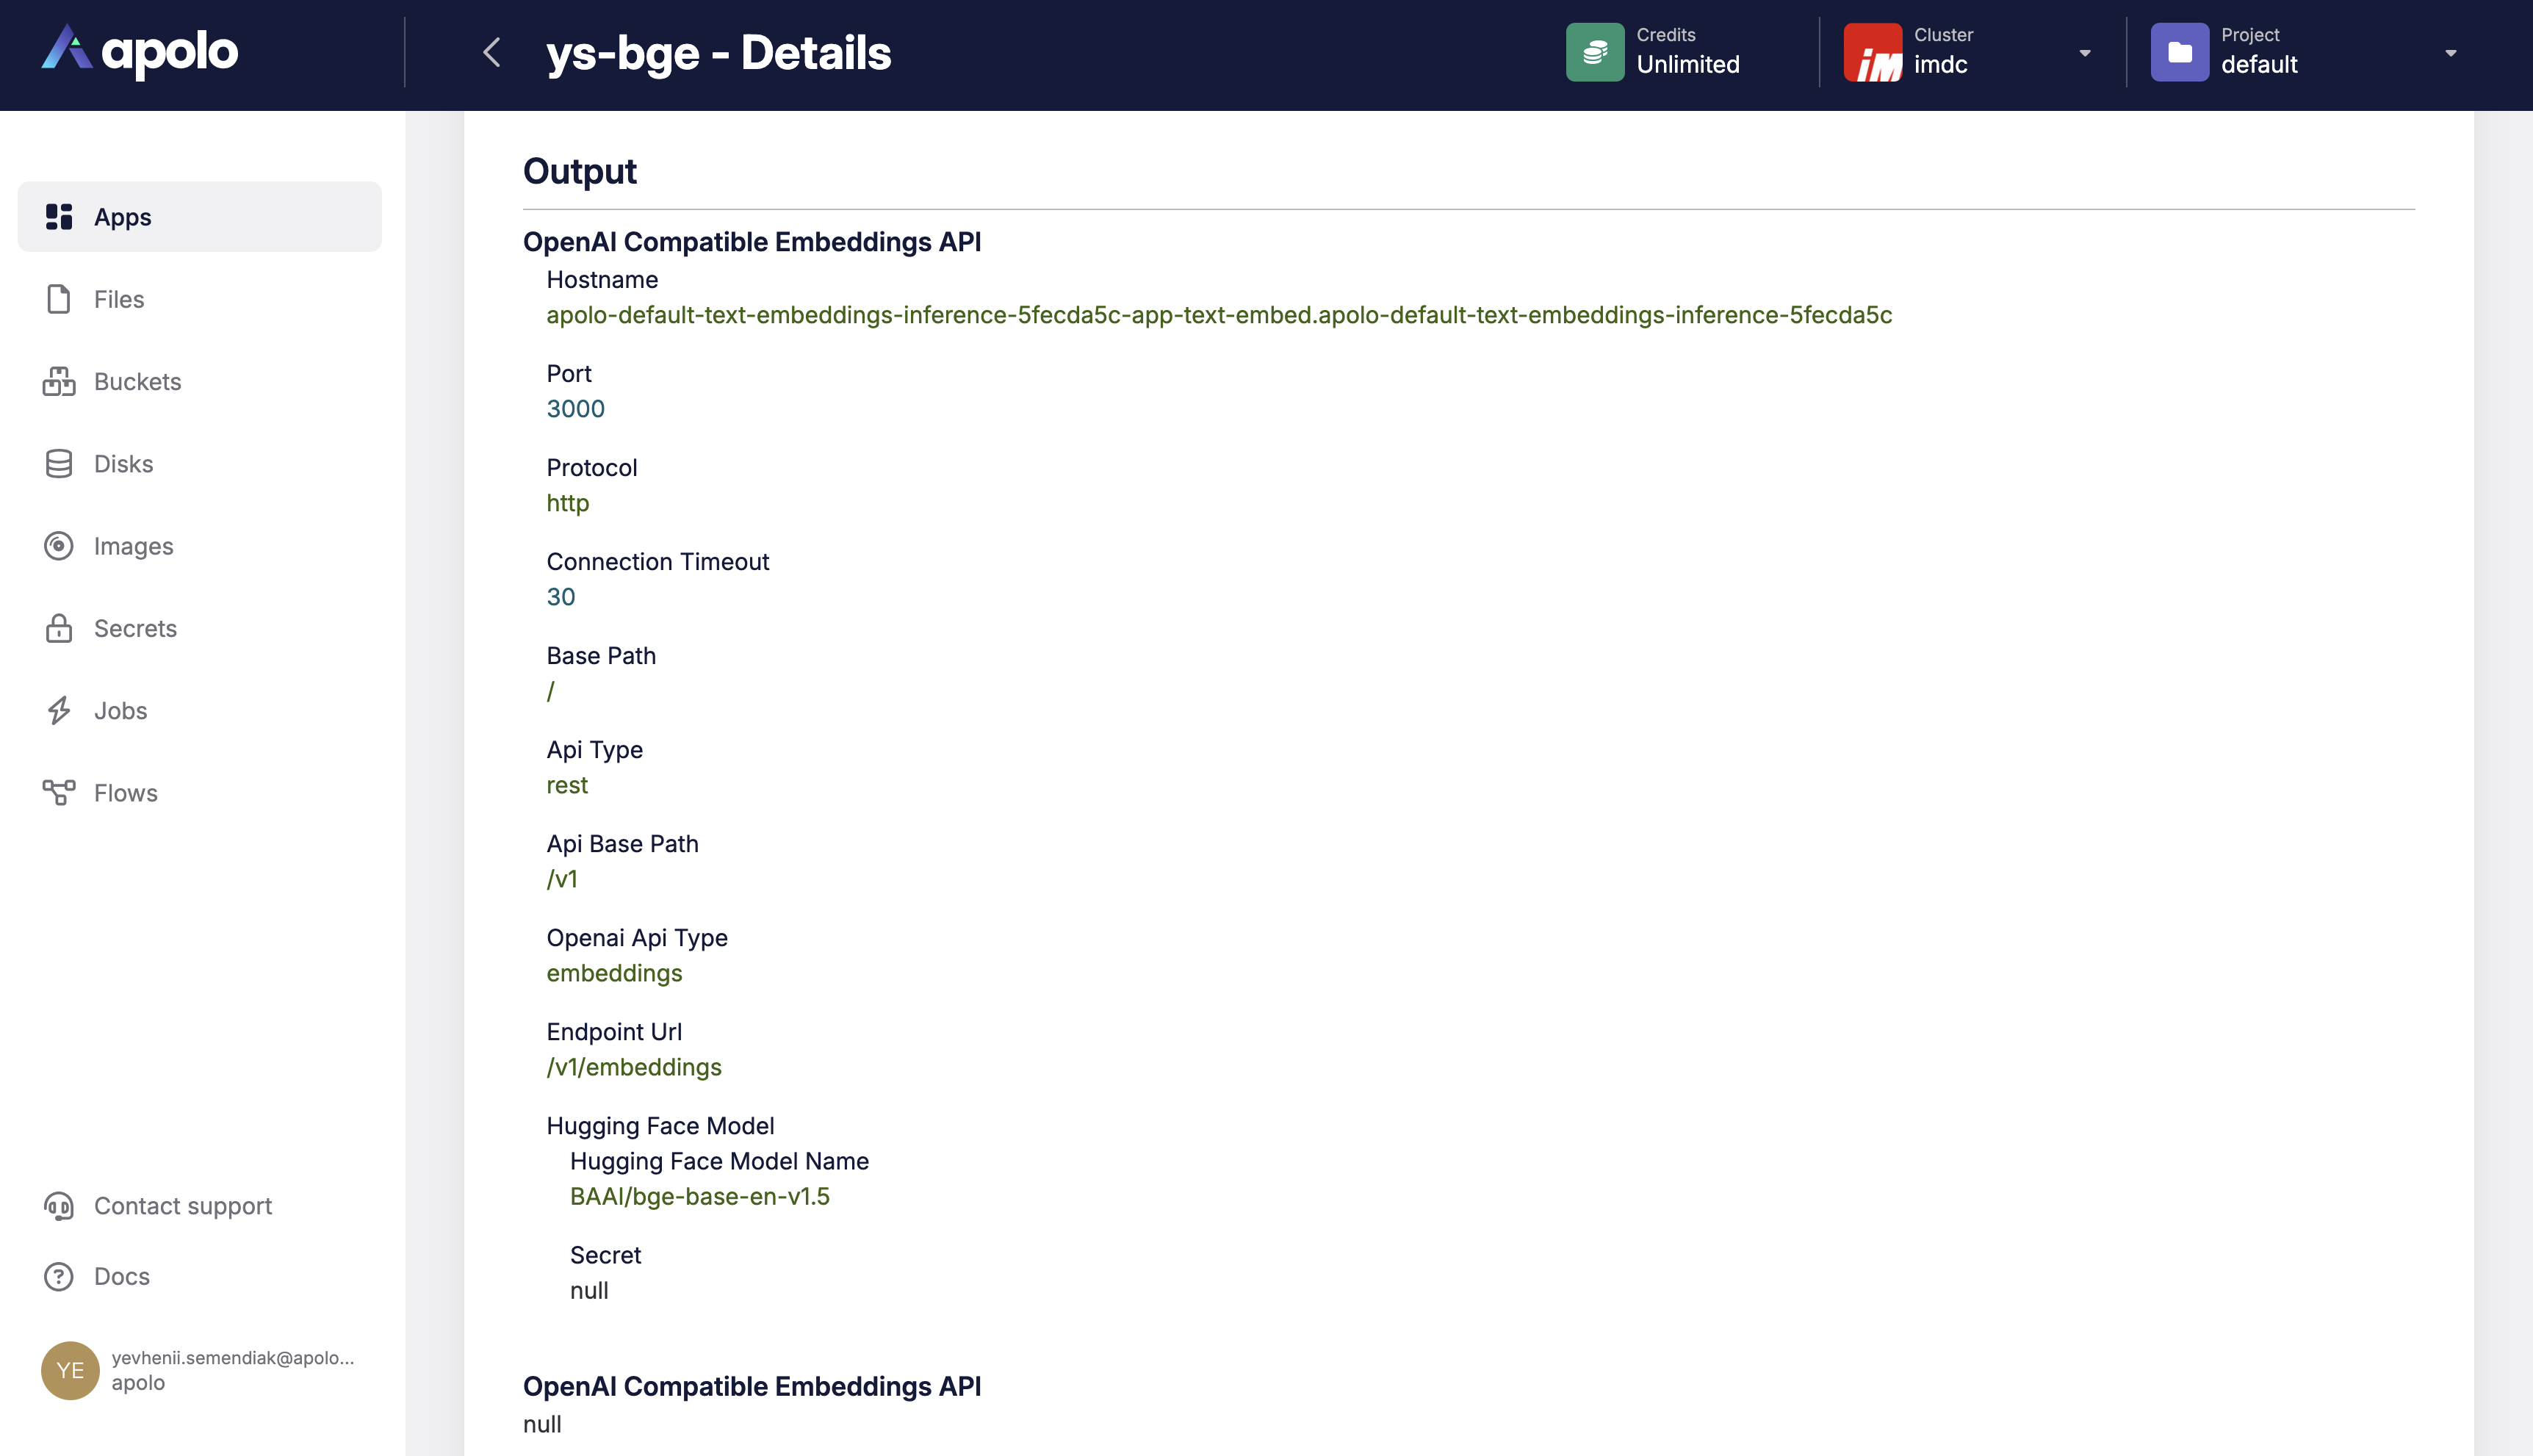 apolo
ys-bge - Details
Credits
Unlimited
iM
Cluster
imdc
Project
default
Apps
Files
Buckets
Disks
Images
Secrets
Jobs
Flows
Contact support
Docs
YE
yevhenii.semendiak@apolo...
apolo
Output
OpenAI Compatible Embeddings API
Hostname
apolo-default-text-embeddings-inference-5fecda5c-app-text-embed.apolo-default-text-embeddings-inference-5fecda5c
Port
3000
Protocol
http
Connection Timeout
30
Base Path
/
Api Type
rest
Api Base Path
/v1
Openai Api Type
embeddings
Endpoint Url
/v1/embeddings
Hugging Face Model
Hugging Face Model Name
BAAI/bge-base-en-v1.5
Secret
null
OpenAI Compatible Embeddings API
null